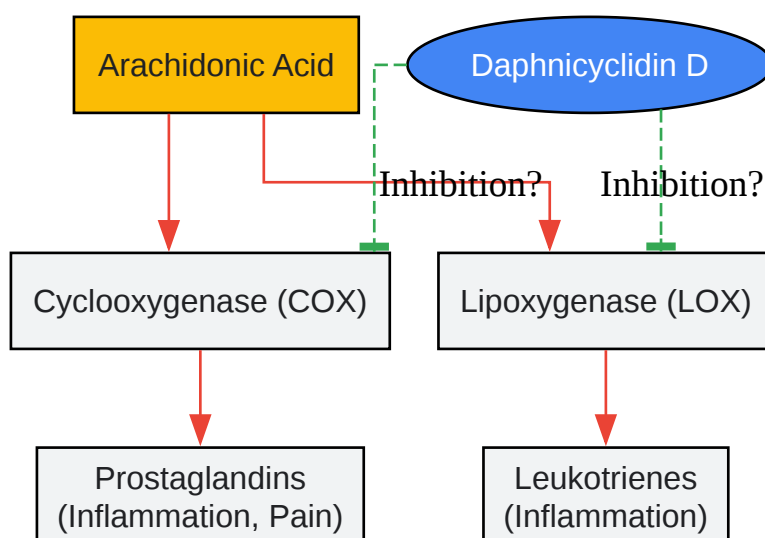 Arachidonic Acid
Daphnicyclidin D
Inhibition?
Inhibition?
Cyclooxygenase (COX)
Lipoxygenase (LOX)
Prostaglandins
(Inflammation, Pain)
Leukotrienes
(Inflammation)